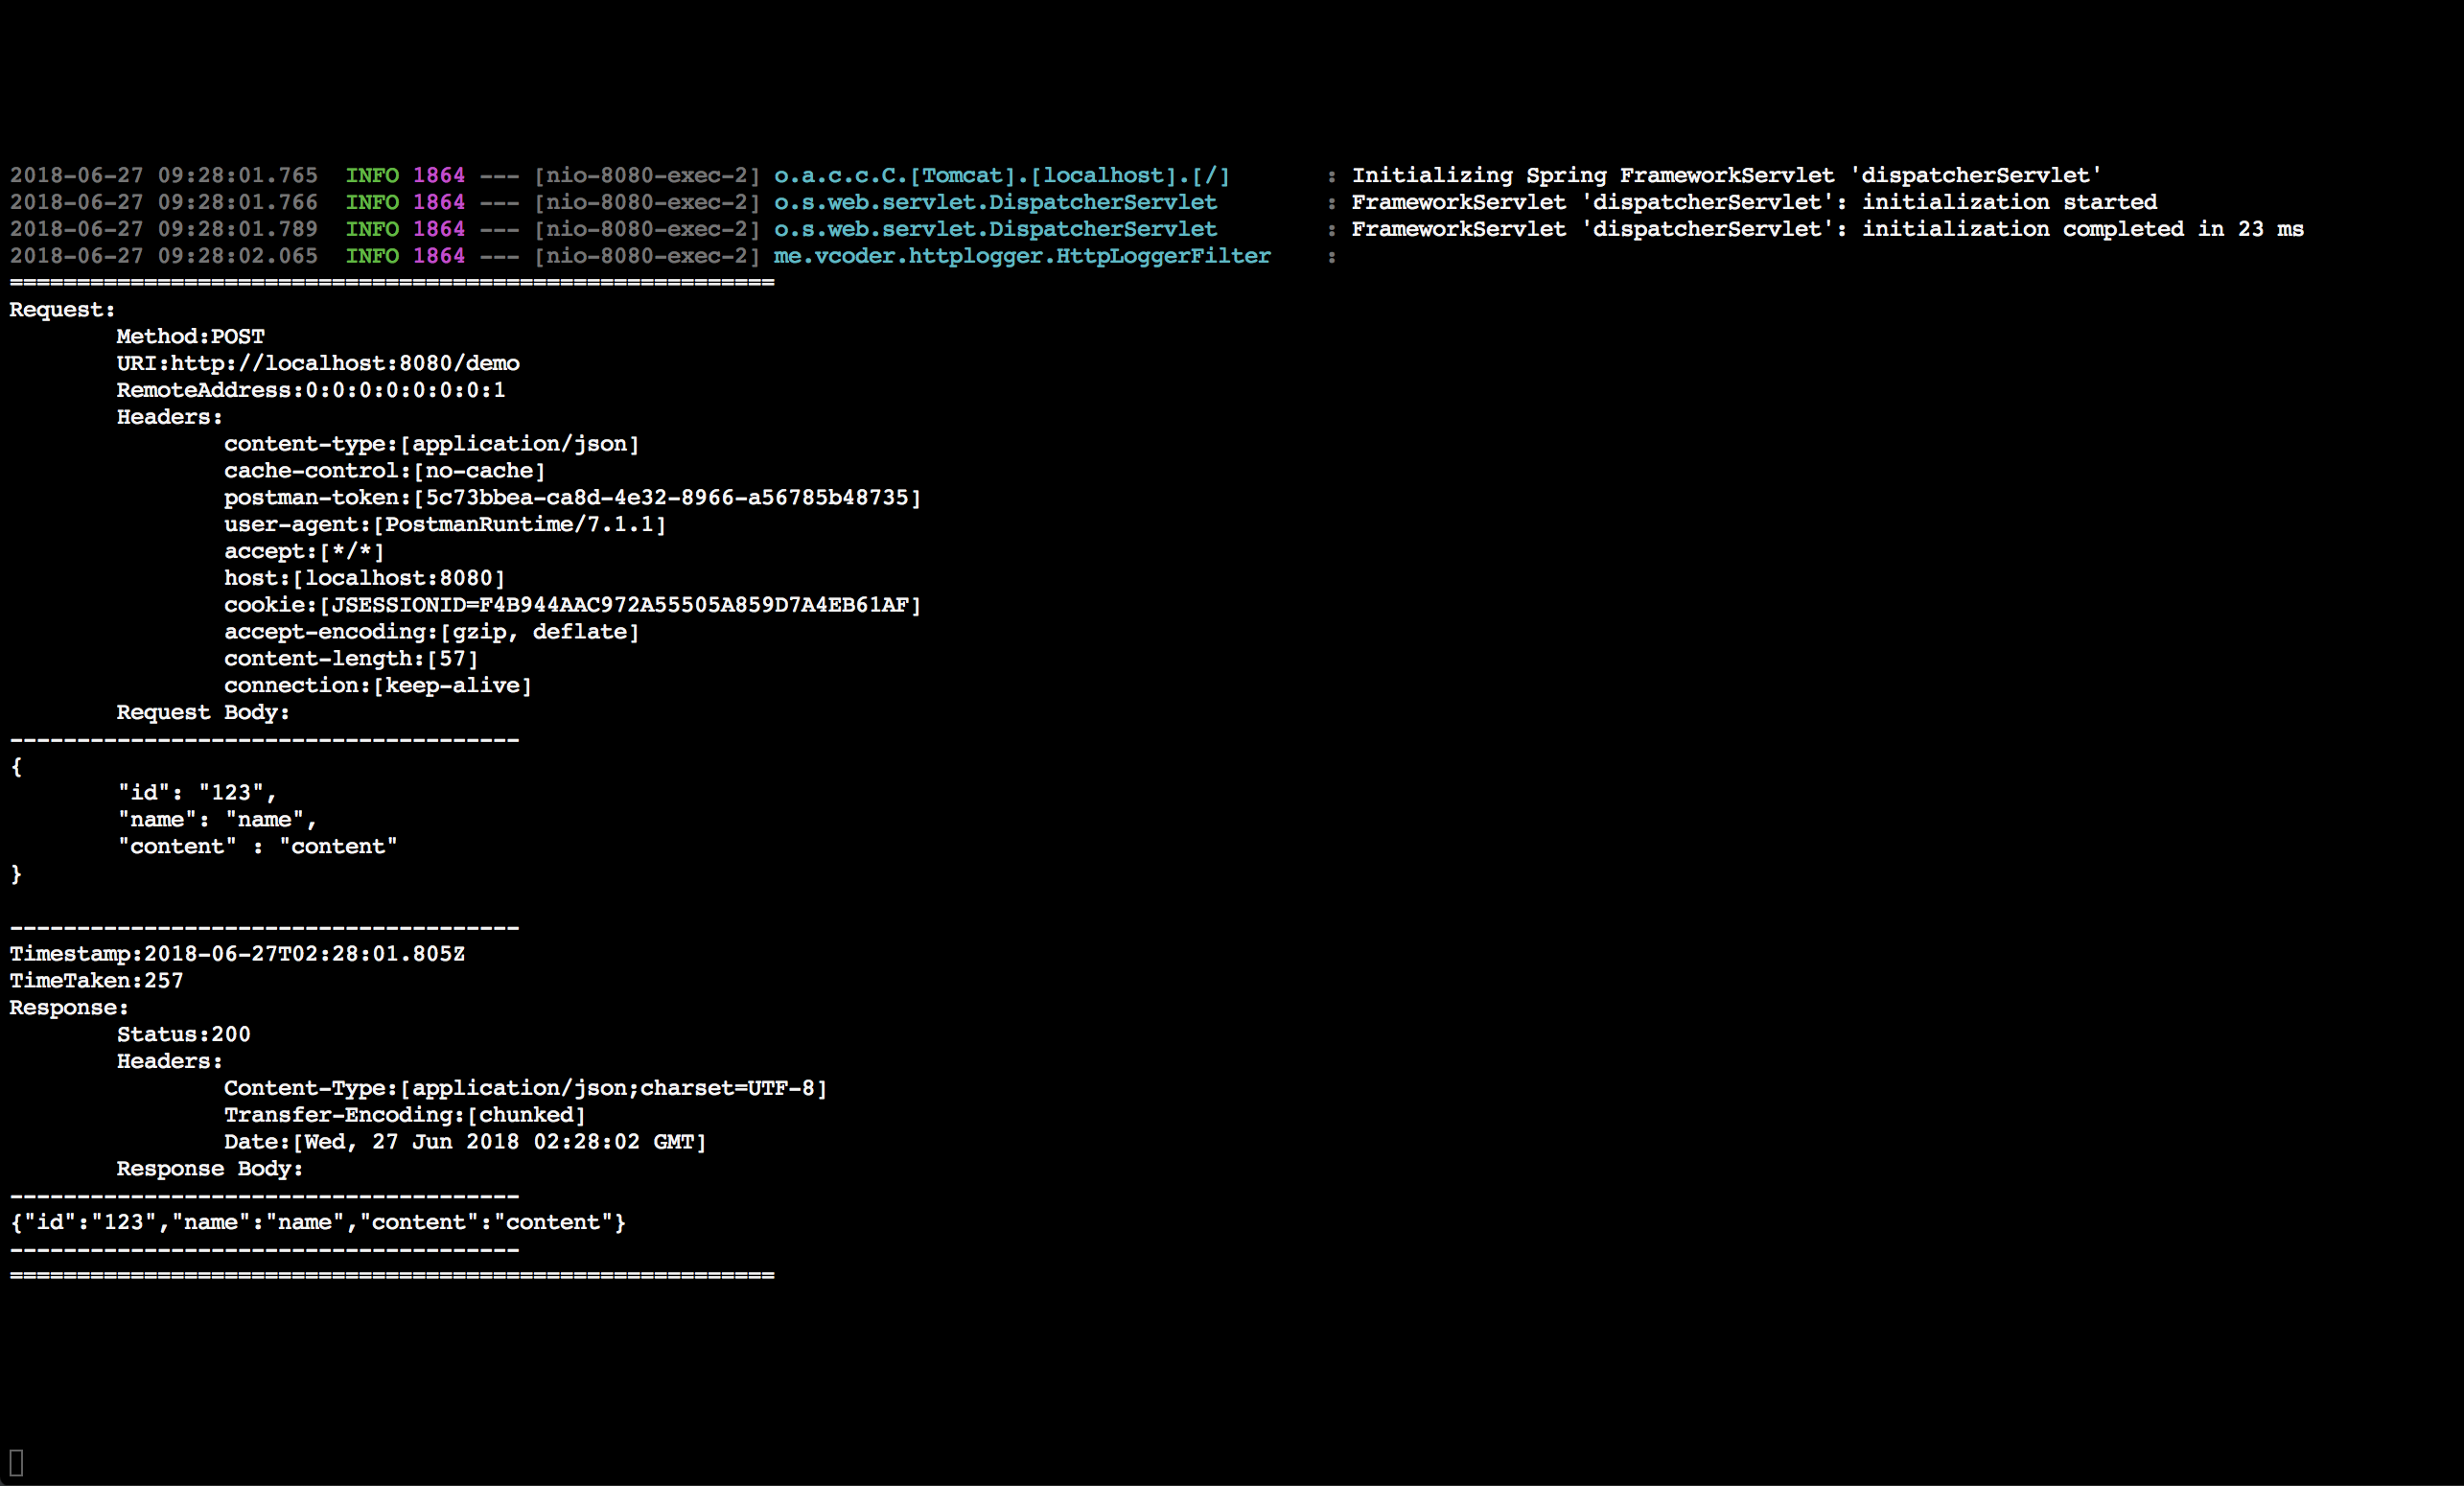 2018-06-27 09:28:01.765  INFO 1864 --- [nio-8080-exec-2] o.a.c.c.C.[Tomcat].[localhost].[/]       : Initializing Spring FrameworkServlet 'dispatcherServlet'
2018-06-27 09:28:01.766  INFO 1864 --- [nio-8080-exec-2] o.s.web.servlet.DispatcherServlet        : FrameworkServlet 'dispatcherServlet': initialization started
2018-06-27 09:28:01.789  INFO 1864 --- [nio-8080-exec-2] o.s.web.servlet.DispatcherServlet        : FrameworkServlet 'dispatcherServlet': initialization completed in 23 ms
2018-06-27 09:28:02.065  INFO 1864 --- [nio-8080-exec-2] me.vcoder.httplogger.HttpLoggerFilter    :
=========================================================
Request:
	Method:POST
	URI:http://localhost:8080/demo
	RemoteAddress:0:0:0:0:0:0:0:1
	Headers:
		content-type:[application/json]
		cache-control:[no-cache]
		postman-token:[5c73bbea-ca8d-4e32-8966-a56785b48735]
		user-agent:[PostmanRuntime/7.1.1]
		accept:[*/*]
		host:[localhost:8080]
		cookie:[JSESSIONID=F4B944AAC972A55505A859D7A4EB61AF]
		accept-encoding:[gzip, deflate]
		content-length:[57]
		connection:[keep-alive]
	Request Body:
--------------------------------------
{
	"id": "123",
	"name": "name",
	"content" : "content"
}
--------------------------------------
Timestamp:2018-06-27T02:28:01.805Z
TimeTaken:257
Response:
	Status:200
	Headers:
		Content-Type:[application/json;charset=UTF-8]
		Transfer-Encoding:[chunked]
		Date:[Wed, 27 Jun 2018 02:28:02 GMT]
	Response Body:
--------------------------------------
{"id":"123","name":"name","content":"content"}
--------------------------------------
=========================================================